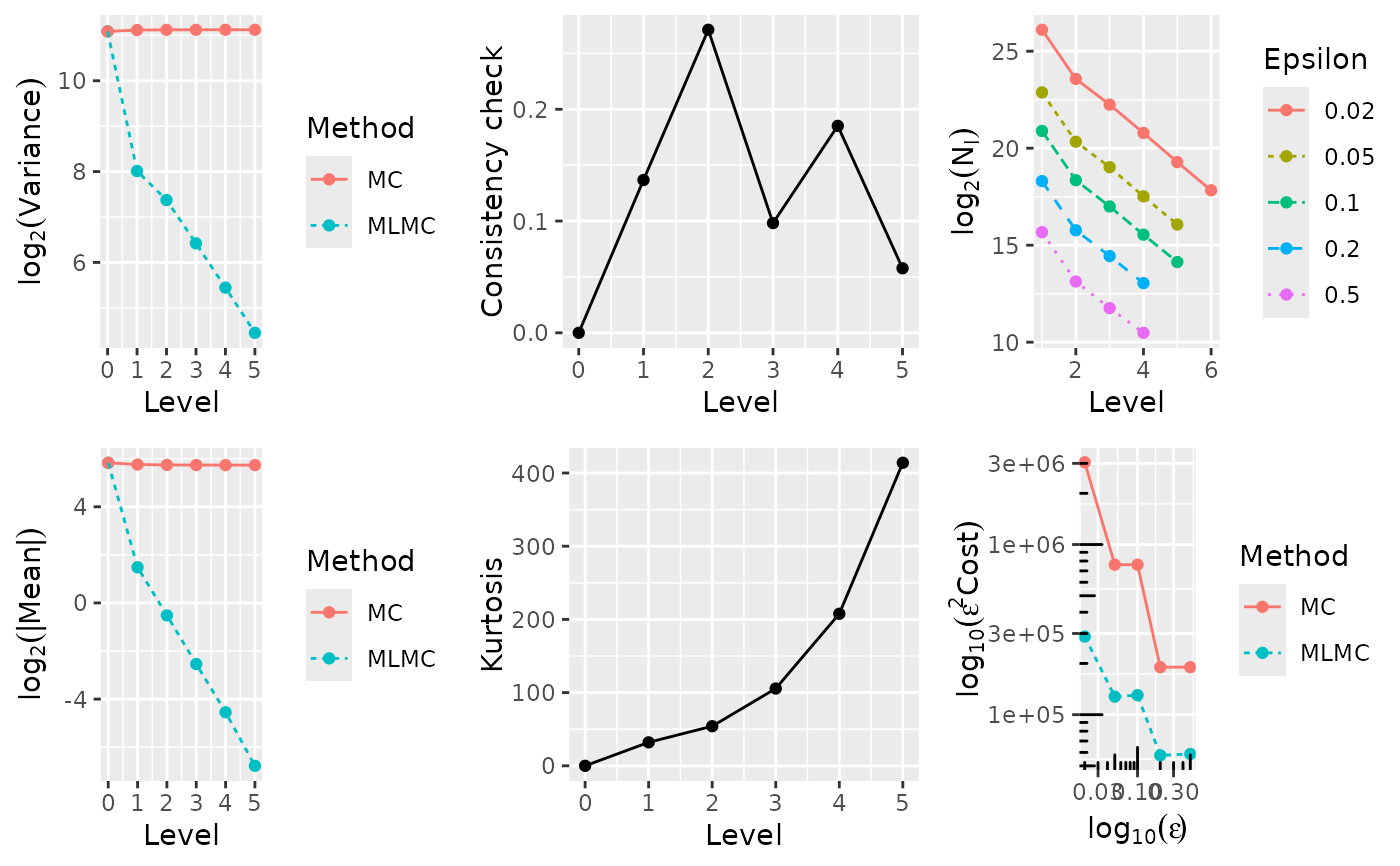 log2(Variance)
10
8
6
0 1 2 3 4 5
Level
Method
MC
MLMC
Consistency check
0.2
0.1
0.0
0 1 2 3 4 5
Level
log2(Nl)
25
20
15
10
2 4 6
Level
Epsilon
0.02
0.05
0.1
0.2
0.5
log2(|Mean|)
4
0
-4
0 1 2 3 4 5
Level
Method
MC
MLMC
Kurtosis
400
300
200
100
0
0 1 2 3 4 5
Level
log10(ε2Cost)
3e+06
1e+06
3e+05
1e+05
0.03 0.10 0.30
log10(ε)
Method
MC
MLMC